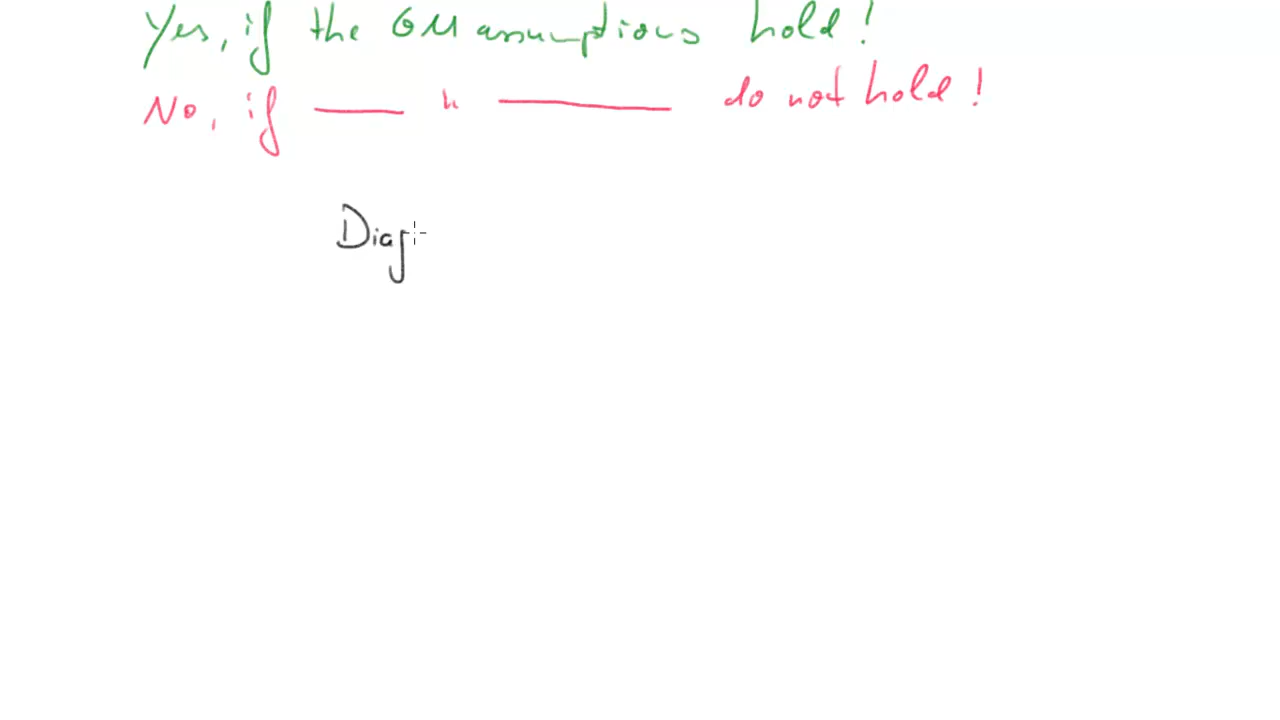 Yes, if the GM assumptions hold!
No, if —— " ———— do not hold!
Diag